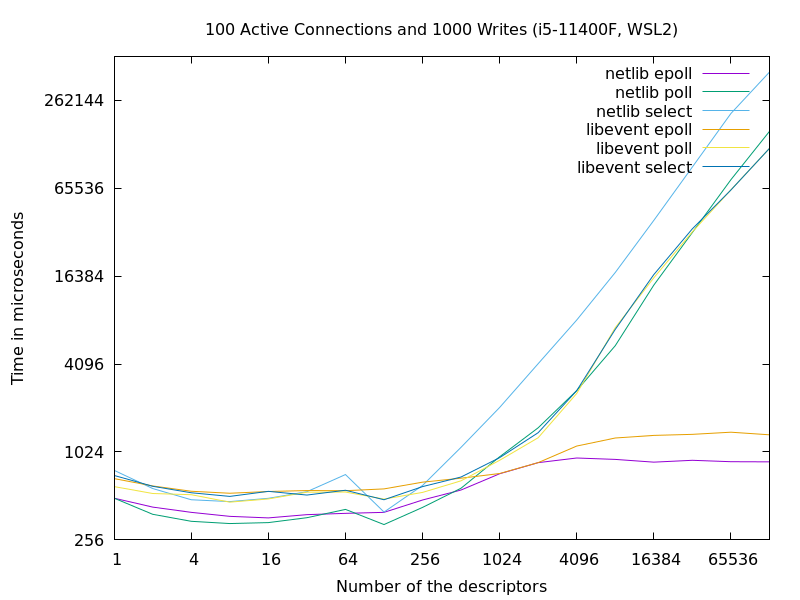 100 Active Connections and 1000 Writes (i5-11400F, WSL2)
netlib epoll
netlib poll
netlib select
libevent epoll
libevent poll
libevent select
Time in microseconds
262144
65536
16384
4096
1024
256
1 4 16 64 256 1024 4096 16384 65536
Number of the descriptors